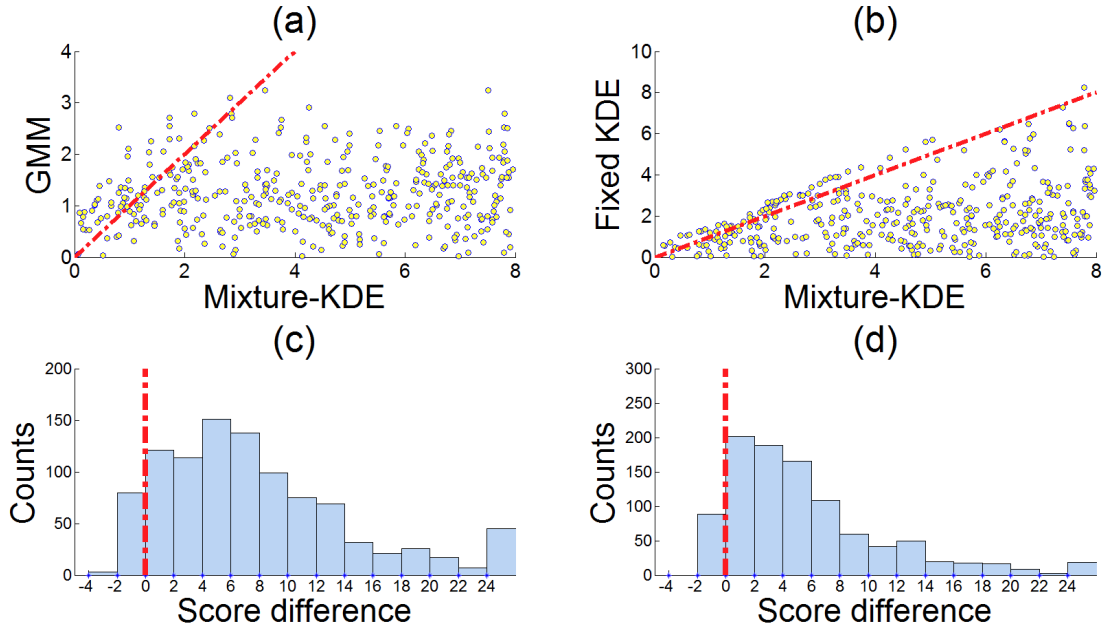 (a)
GMM
4
3
2
1
0
0 2 4 6 8
Mixture-KDE
(b)
Fixed KDE
10
8
6
4
2
0
0 2 4 6 8
Mixture-KDE
(c)
Counts
200
150
100
50
0
-4 -2 0 2 4 6 8 10 12 14 16 18 20 22 24
Score difference
(d)
Counts
300
250
200
150
100
50
0
-4 -2 0 2 4 6 8 10 12 14 16 18 20 22 24
Score difference